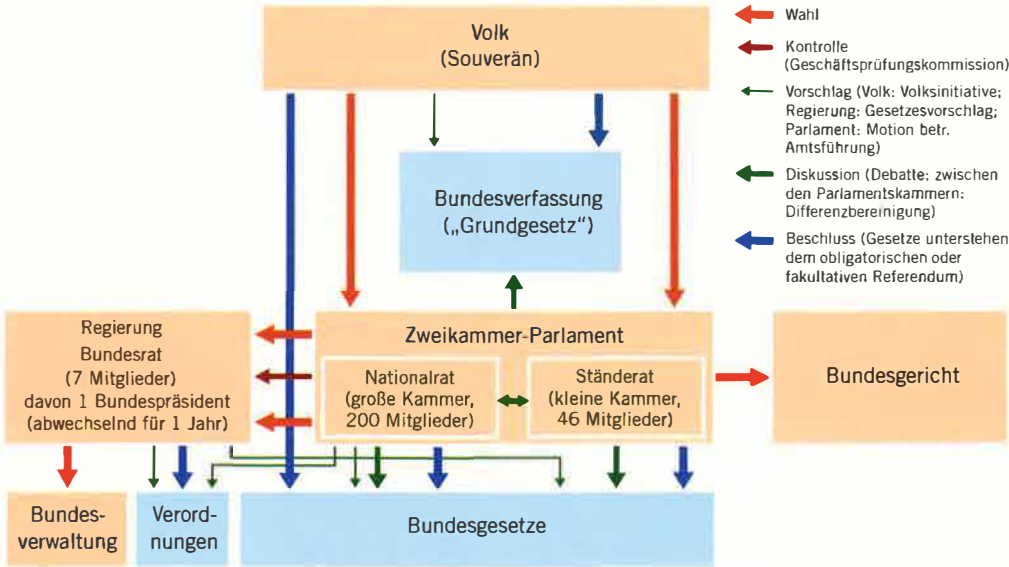 Volk
(Souverän)
Wahl
Kontrolle
(Geschäftsprüfungskommission)
Vorschlag (Volk: Volksinitiative;
Regierung: Gesetzesvorschlag;
Parlament: Motion betr.
Amtsführung)
Diskussion (Debatte; zwischen
den Parlamentskammern:
Differenzbereinigung)
Beschluss (Gesetze unterstehen
dem obligatorischen oder
fakultativen Referendum)
Bundesverfassung
(„Grundgesetz“)
Regierung
Bundesrat
(7 Mitglieder)
davon 1 Bundespräsident
(abwechselnd für 1 Jahr)
Zweikammer-Parlament
Nationalrat
(große Kammer,
200 Mitglieder)
Ständerat
(kleine Kammer,
46 Mitglieder)
Bundesgericht
Bundes-
verwaltung
Verord-
nungen
Bundesgesetze